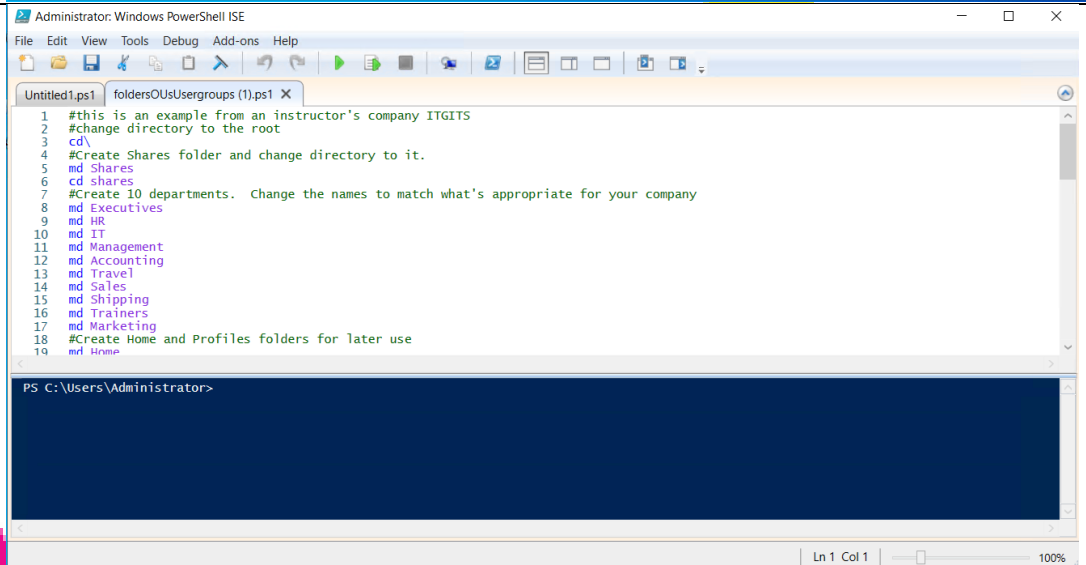 Administrator: Windows PowerShell ISE
File Edit View Tools Debug Add-ons Help
Untitled1.ps1 foldersOUsUsergroups (1).ps1 X
1 #this is an example from an instructor's company ITGITS
2 #change directory to the root
3 cd\
4 #Create Shares folder and change directory to it.
5 md Shares
6 cd shares
7 #Create 10 departments.  Change the names to match what's appropriate for your company
8 md Executives
9 md HR
10 md IT
11 md Management
12 md Accounting
13 md Travel
14 md Sales
15 md Shipping
16 md Trainers
17 md Marketing
18 #Create Home and Profiles folders for later use
19 md Home
PS C:\Users\Administrator>
Ln 1 Col 1 100%